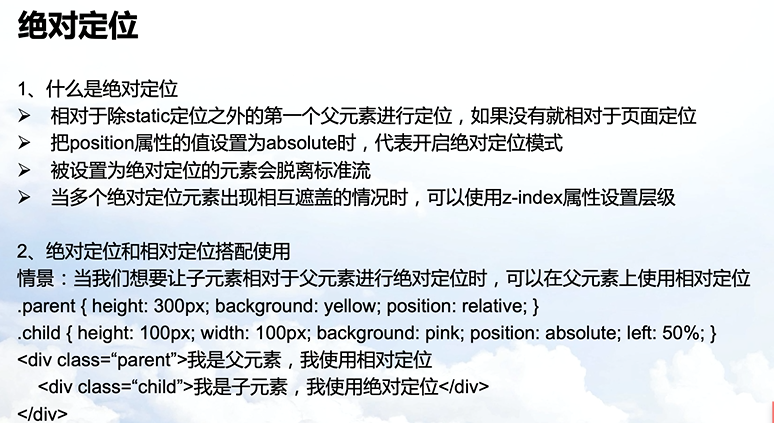 绝对定位
1、什么是绝对定位
➢ 相对于除static定位之外的第一个父元素进行定位，如果没有就相对于页面定位
➢ 把position属性的值设置为absolute时，代表开启绝对定位模式
➢ 被设置为绝对定位的元素会脱离标准流
➢ 当多个绝对定位元素出现相互遮盖的情况时，可以使用z-index属性设置层级
2、绝对定位和相对定位搭配使用
情景：当我们想要让子元素相对于父元素进行绝对定位时，可以在父元素上使用相对定位
.parent { height: 300px; background: yellow; position: relative; }
.child { height: 100px; width: 100px; background: pink; position: absolute; left: 50%; }
<div class=“parent”>我是父元素，我使用相对定位
<div class=“child”>我是子元素，我使用绝对定位</div>
</div>